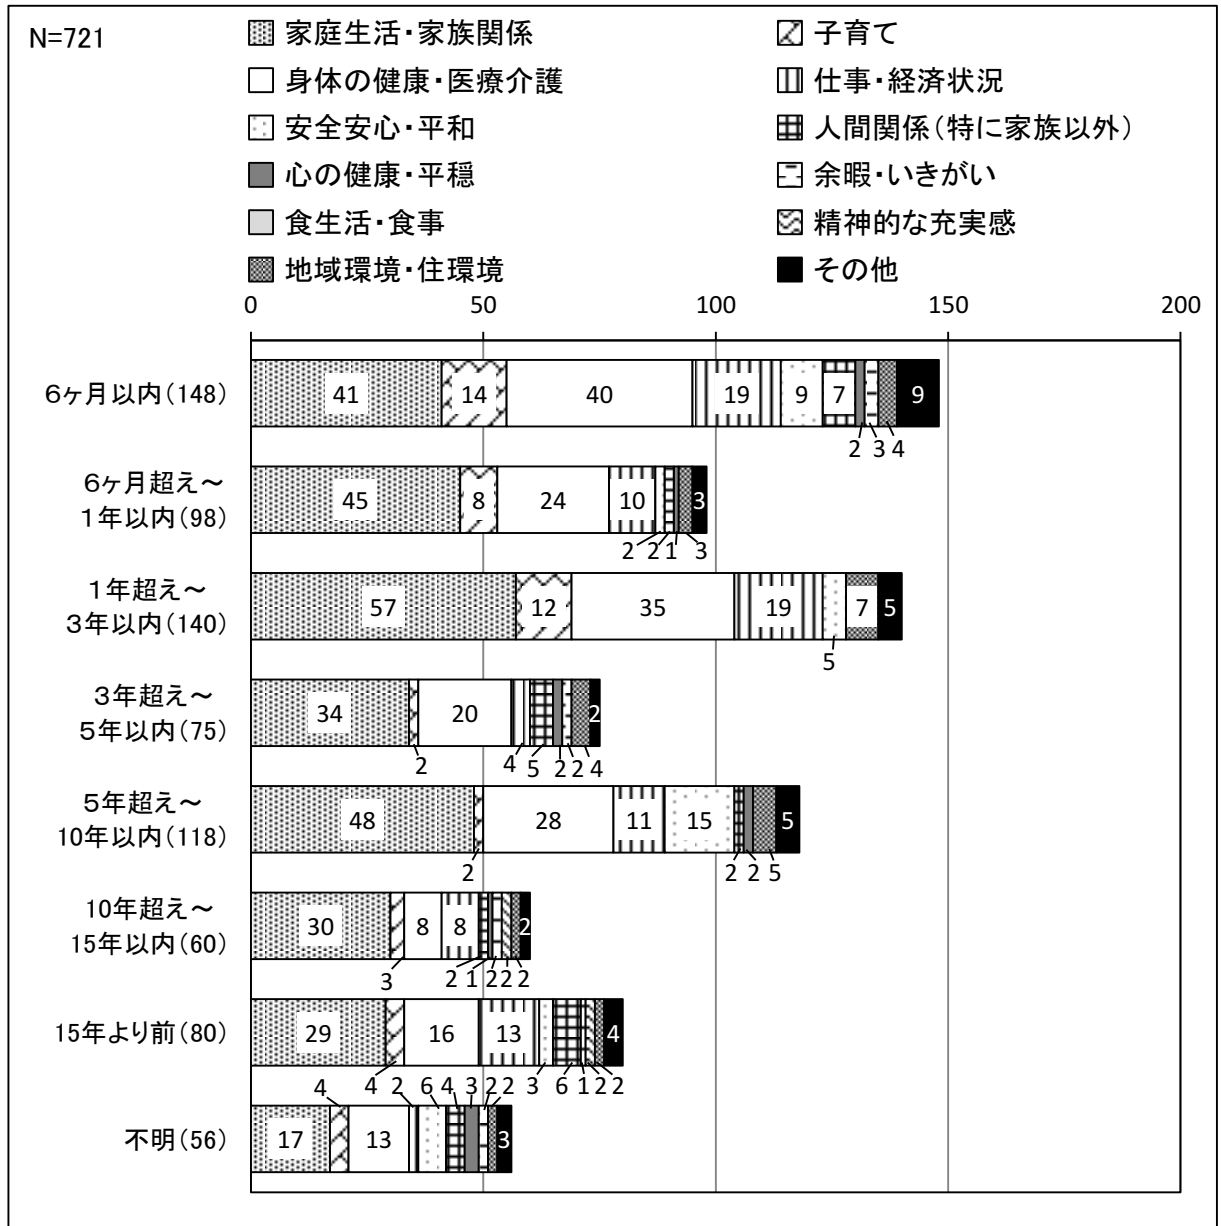 N=721
家庭生活・家族関係
子育て
身体の健康・医療介護
仕事・経済状況
安全安心・平和
人間関係(特に家族以外)
心の健康・平穏
余暇・いきがい
食生活・食事
精神的な充実感
地域環境・住環境
その他
0 50 100 150 200
6ヶ月以内(148) 41 14 40 19 9 7 9
2 3 4
6ヶ月超え～
1年以内(98) 45 8 24 10 3
2 2 1 3
1年超え～
3年以内(140) 57 12 35 19 7 5
5
3年超え～
5年以内(75) 34 20 2
2 4 5 2 2 4
5年超え～
10年以内(118) 48 28 11 15 5
2 2 2 5
10年超え～
15年以内(60) 30 8 8 2
3 2 1 2 2 2
15年より前(80) 29 16 13 4
4 3 6 1 2 2
4 2 6 4 3 2 2
不明(56) 17 13 3